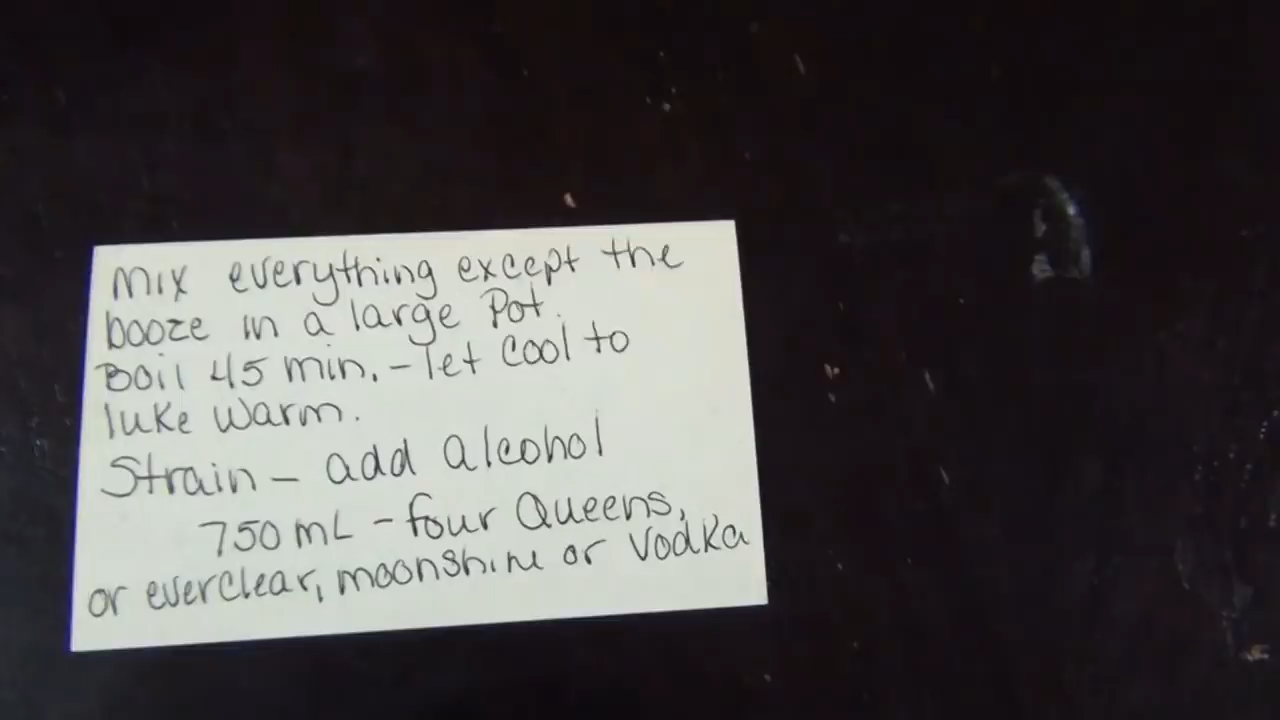 Mix everything except the
booze in a large Pot.
Boil 45 min. - let cool to
luke warm.
Strain - add alcohol
750 mL - four Queens,
or everclear, moonshine or Vodka